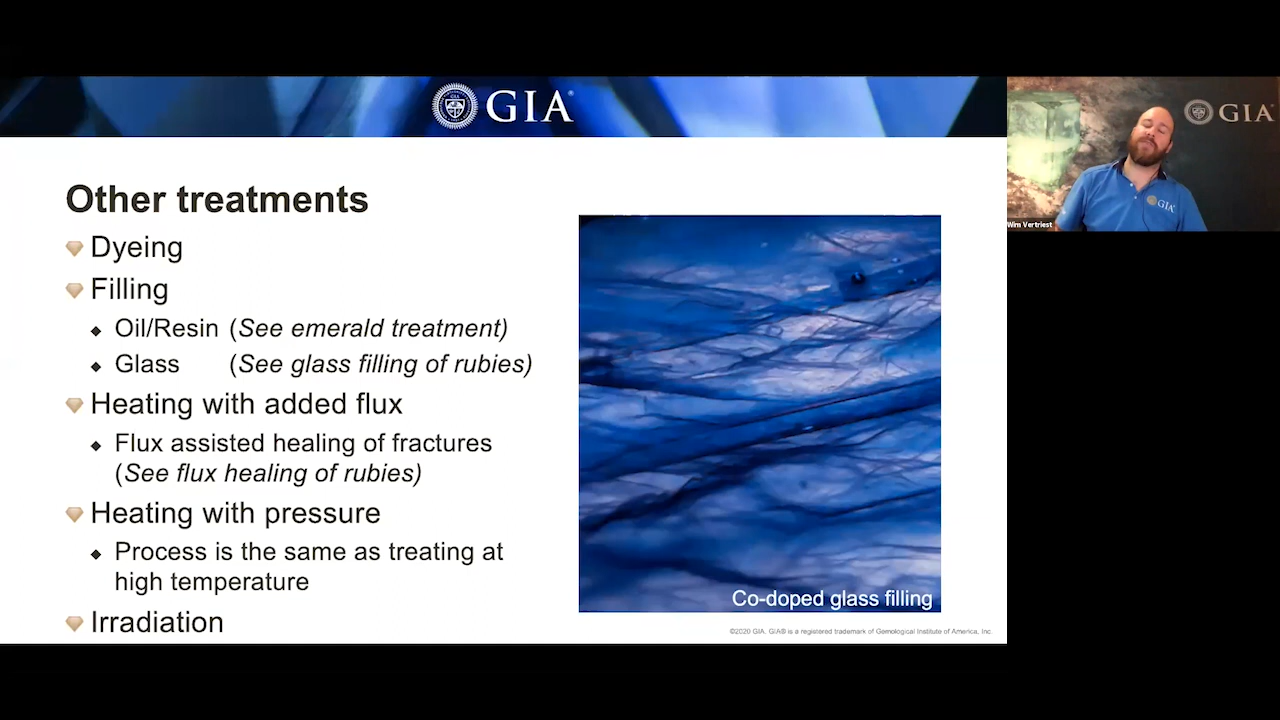 GIA
Other treatments
Dyeing
Filling
Oil/Resin (See emerald treatment)
Glass (See glass filling of rubies)
Heating with added flux
Flux assisted healing of fractures
(See flux healing of rubies)
Heating with pressure
Process is the same as treating at
high temperature
Irradiation
Co-doped glass filling
©2020 GIA. GIA® is a registered trademark of Gemological Institute of America, Inc.
GIA
GIA
Wim Vertriest